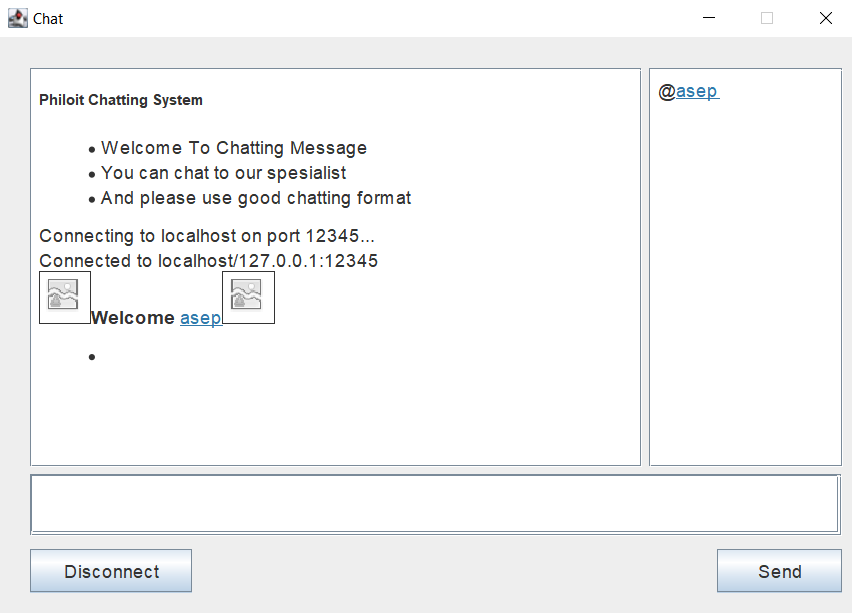 Chat
Philoit Chatting System
@asep
• Welcome To Chatting Message
• You can chat to our spesialist
• And please use good chatting format
Connecting to localhost on port 12345...
Connected to localhost/127.0.0.1:12345
Welcome asep
•
Disconnect
Send